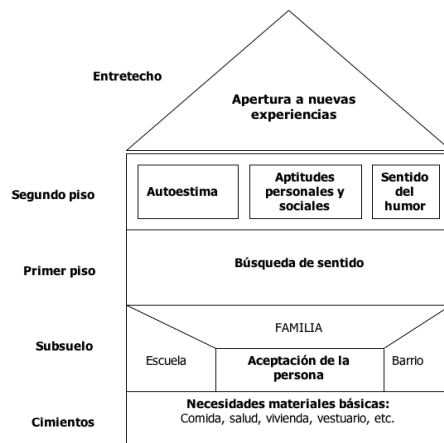 Entretecho
Apertura a nuevas
experiencias
Segundo piso
Autoestima
Aptitudes
personales y
sociales
Sentido
del
humor
Primer piso
Búsqueda de sentido
Subsuelo
FAMILIA
Escuela
Aceptación de la
persona
Barrio
Cimientos
Necesidades materiales básicas:
Comida, salud, vivienda, vestuario, etc.